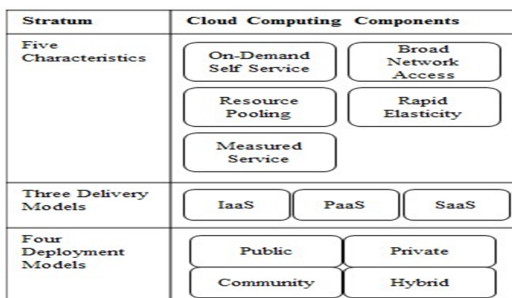 Stratum
Cloud Computing Components
Five
Characteristics
On-Demand
Self Service
Broad
Network
Access
Resource
Pooling
Rapid
Elasticity
Measured
Service
Three Delivery
Models
IaaS
PaaS
SaaS
Four
Deployment
Models
Public
Private
Community
Hybrid